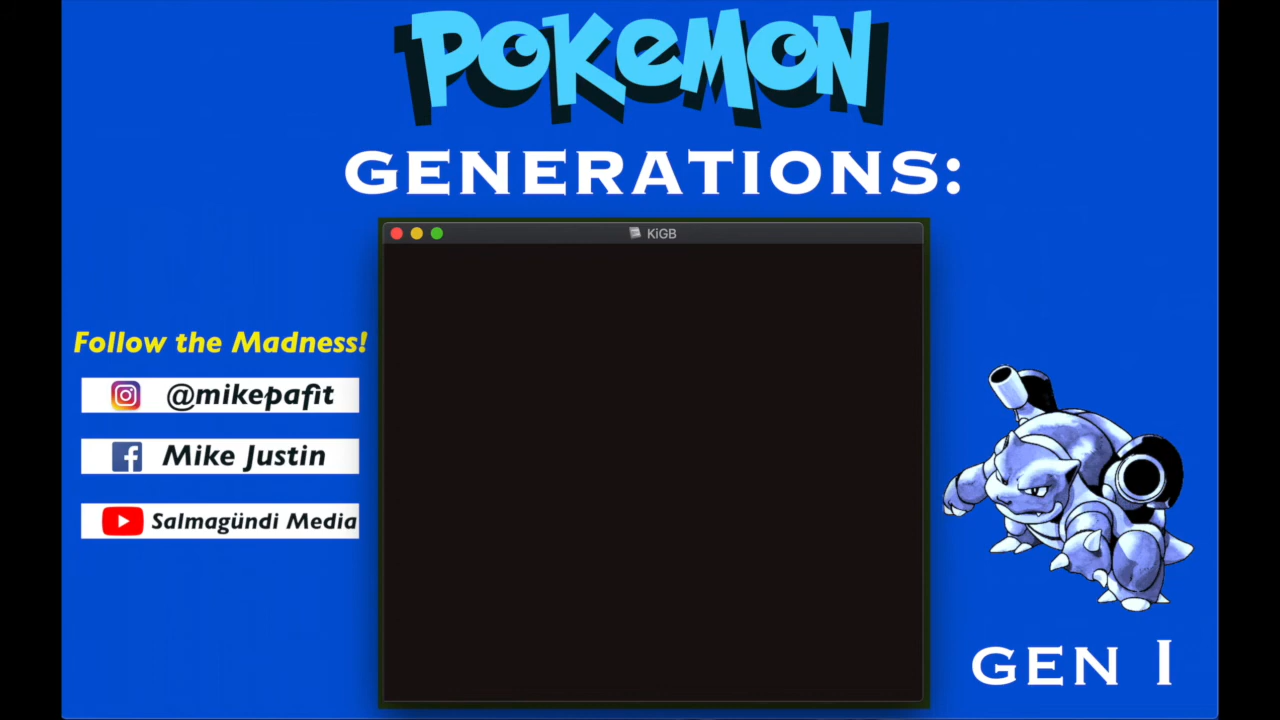 POKEMON
GENERATIONS:
KiGB
Follow the Madness!
@mikepafit
Mike Justin
Salmagündi Media
GEN I